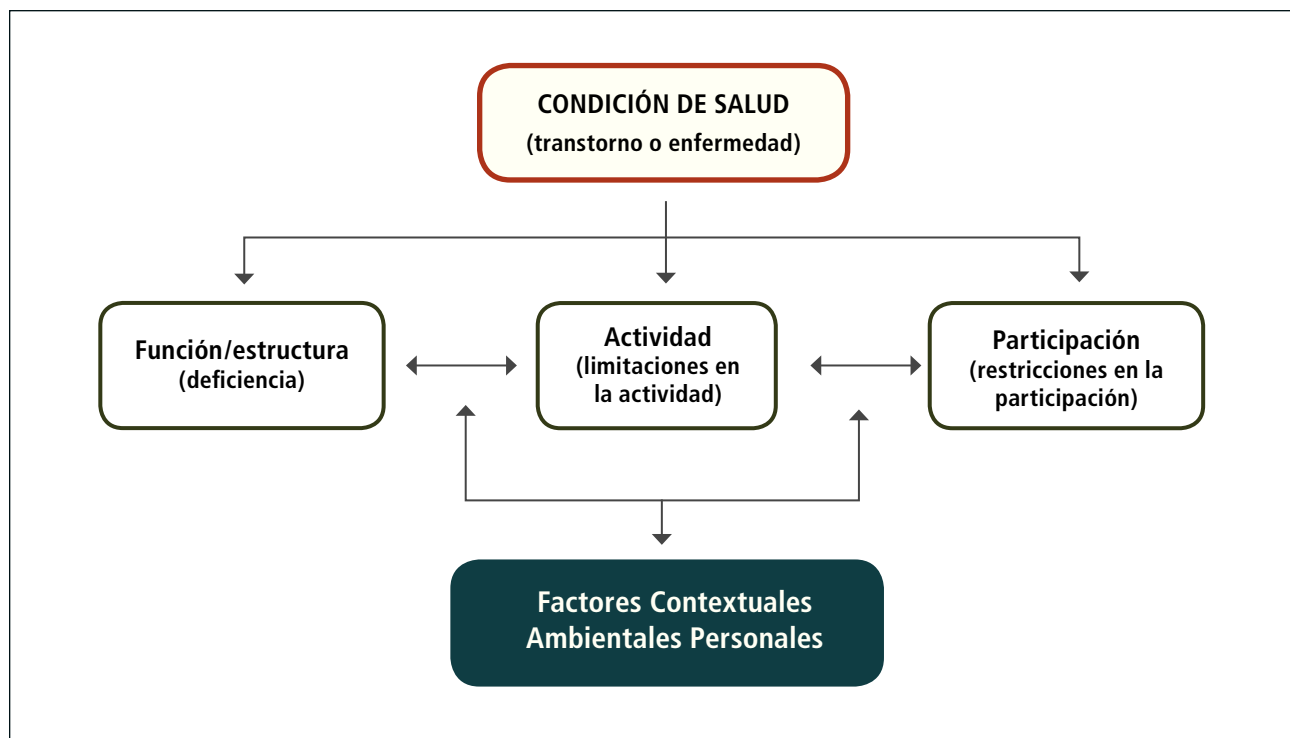 CONDICIÓN DE SALUD
(transtorno o enfermedad)
Función/estructura
(deficiencia)
Actividad
(limitaciones en
la actividad)
Participación
(restricciones en la
participación)
Factores Contextuales
Ambientales Personales